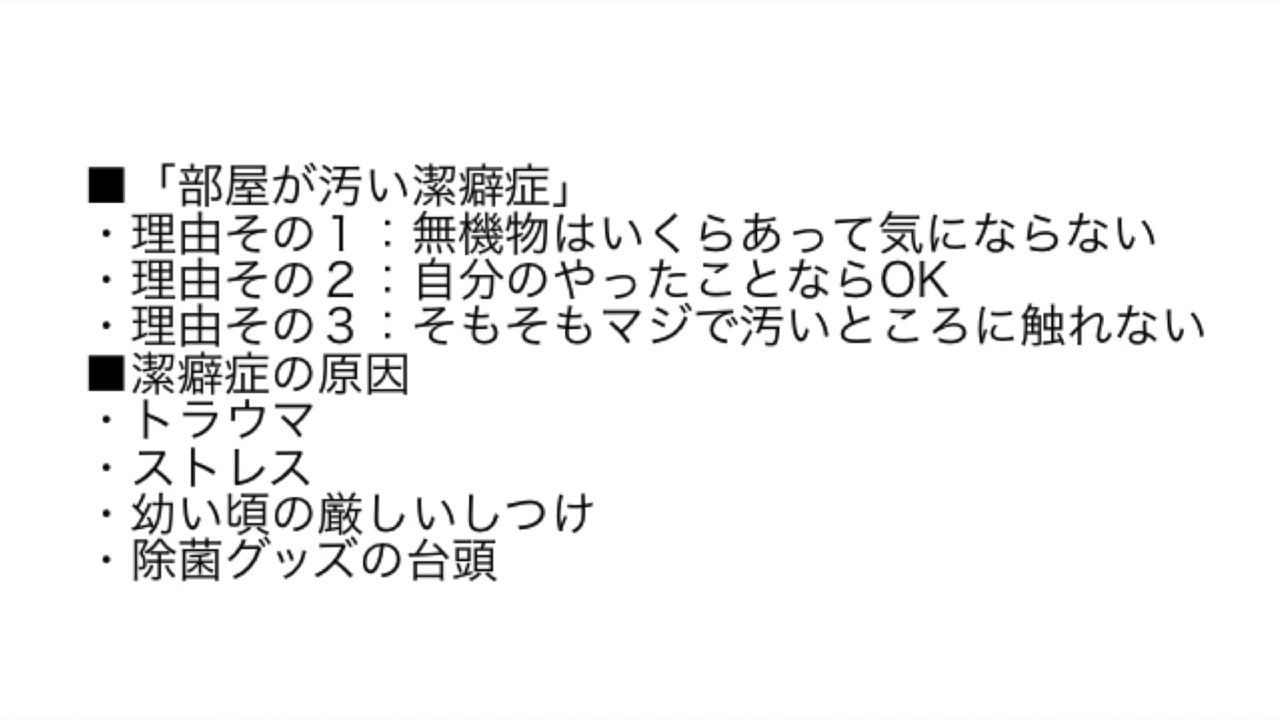 ■「部屋が汚い潔癖症」
・理由その１：無機物はいくらあって気にならない
・理由その２：自分のやったことならOK
・理由その３：そもそもマジで汚いところに触れない
■潔癖症の原因
・トラウマ
・ストレス
・幼い頃の厳しいしつけ
・除菌グッズの台頭